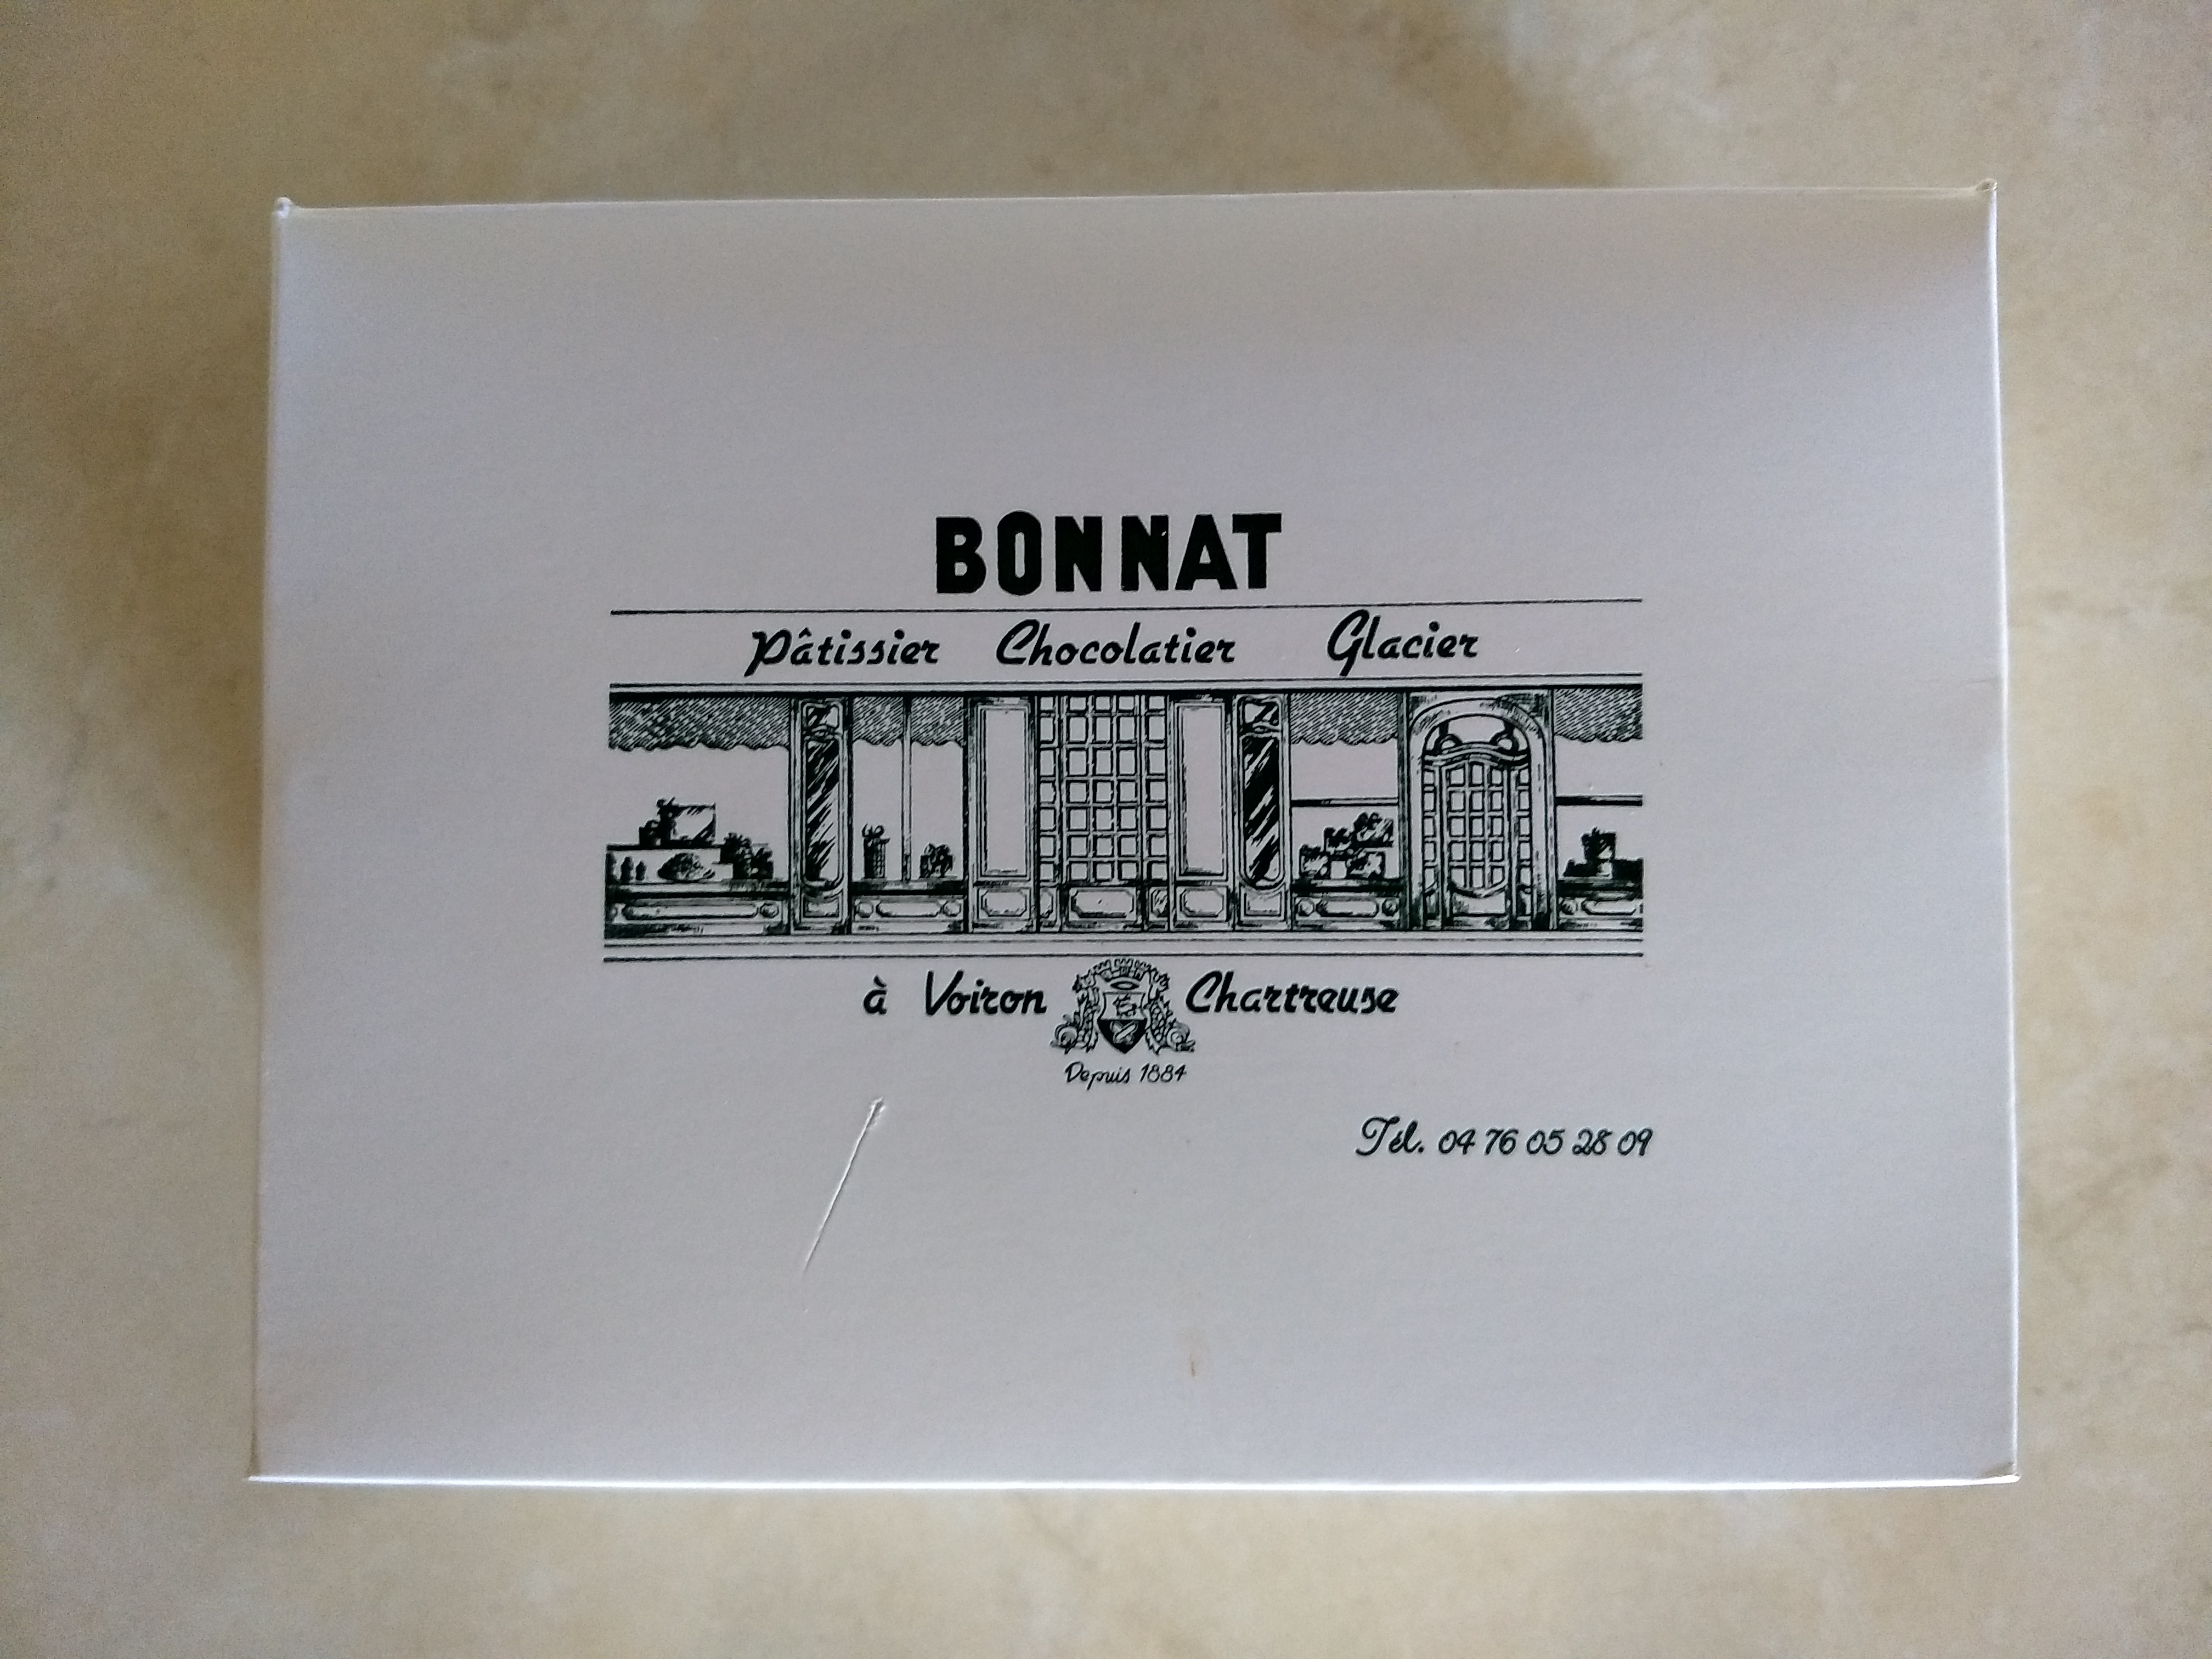 BONNAT
Pâtissier Chocolatier Glacier
à Voiron Chartreuse
Depuis 1884
Tél. 04 76 05 28 09